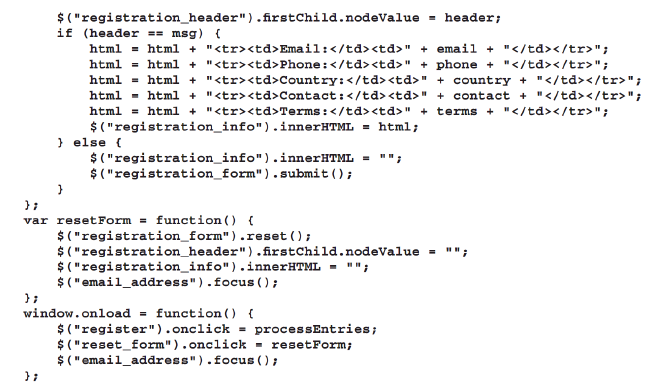 $("registration_header").firstChild.nodeValue = header;
if (header == msg) {
html = html + "<tr><td>Email:</td><td>" + email + "</td></tr>";
html = html + "<tr><td>Phone:</td><td>" + phone + "</td></tr>";
html = html + "<tr><td>Country:</td><td>" + country + "</td></tr>";
html = html + "<tr><td>Contact:</td><td>" + contact + "</td></tr>";
html = html + "<tr><td>Terms:</td><td>" + terms + "</td></tr>";
$("registration_info").innerHTML = html;
} else {
$("registration_info").innerHTML = "";
$("registration_form").submit();
}
};
var resetForm = function() {
$("registration_form").reset();
$("registration_header").firstChild.nodeValue = "";
$("registration_info").innerHTML = "";
$("email_address").focus();
};
window.onload = function() {
$("register").onclick = processEntries;
$("reset_form").onclick = resetForm;
$("email_address").focus();
};